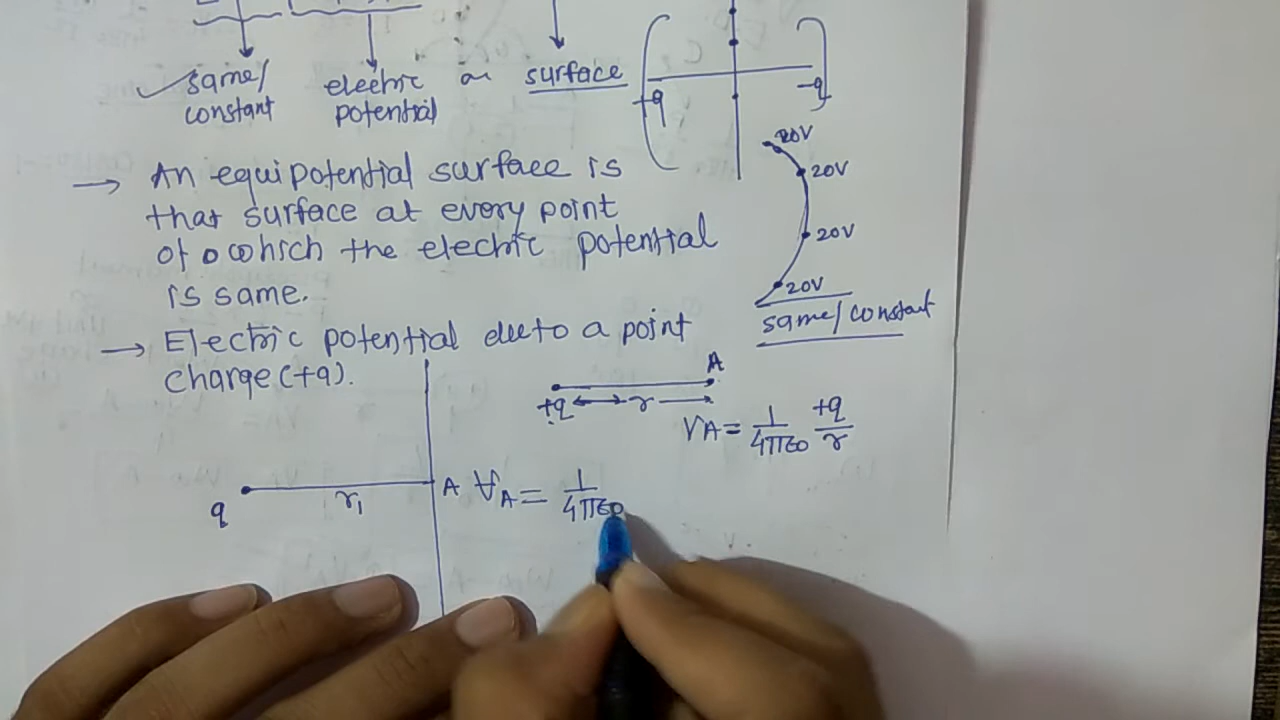 same/ electric on surface
constant potential
+q -q
→ An equipotential surface is
that surface at every point
of which the electric potential
is same.
20V
20V
20V
20V
same/constant
→ Electric potential due to a point
charge(+q).
A
+q r
VA = 1/4πε0 +q/r
q r1 A VA = 1/4πε0